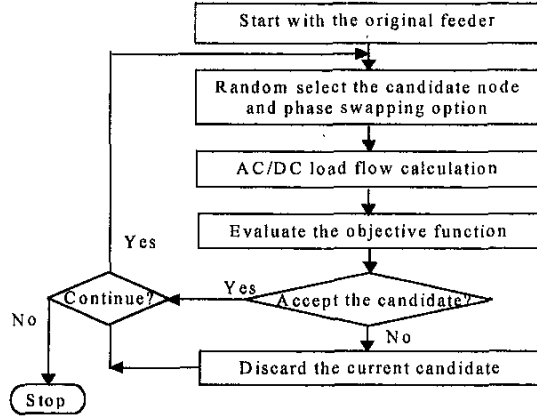 Start with the original feeder
Random select the candidate node
and phase swapping option
AC/DC load flow calculation
Evaluate the objective function
Yes
Continue?
Yes
Accept the candidate?
No
No
Discard the current candidate
Stop